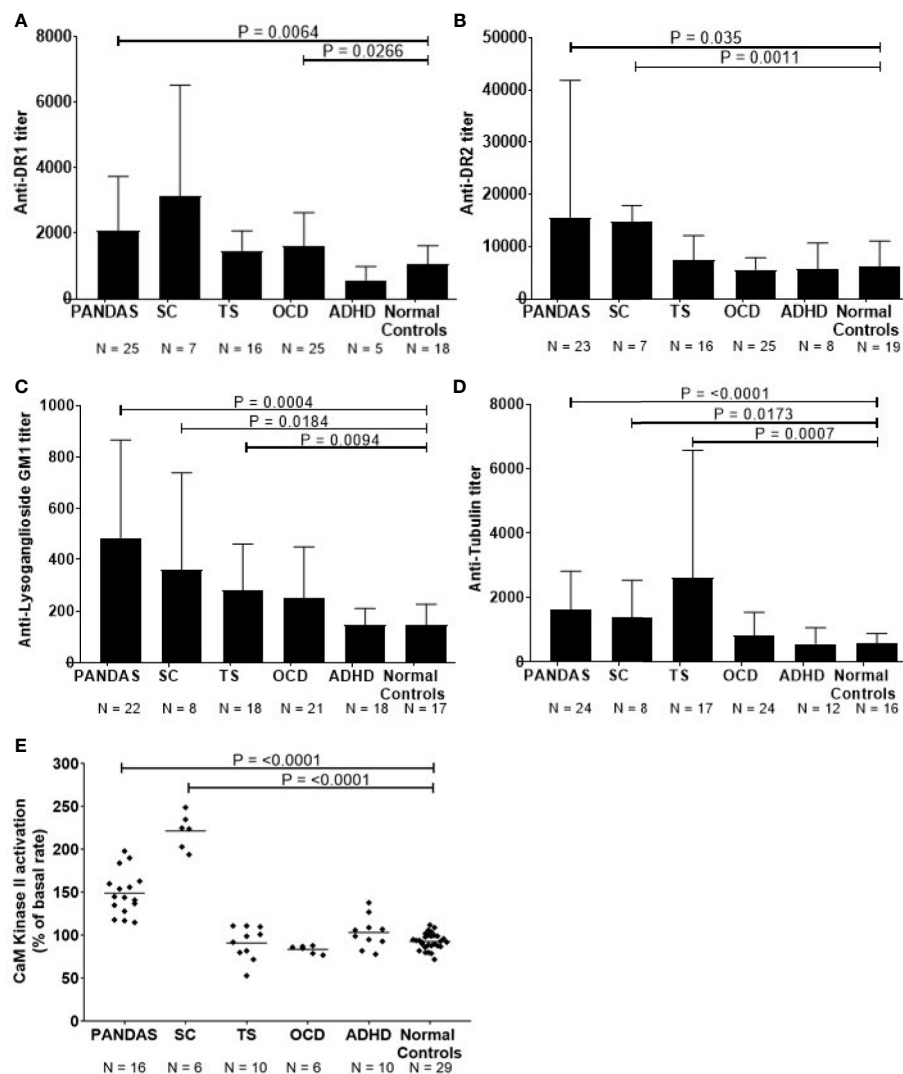 A
8000
6000
4000
2000
0
Anti-DR1 titer
P = 0.0064
P = 0.0266
PANDAS SC TS OCD ADHD Normal
Controls
N = 25 N = 7 N = 16 N = 25 N = 5 N = 18
B
50000
40000
30000
20000
10000
0
Anti-DR2 titer
P = 0.035
P = 0.0011
PANDAS SC TS OCD ADHD Normal
Controls
N = 23 N = 7 N = 16 N = 25 N = 8 N = 19
C
1000
800
600
400
200
0
Anti-Lysoganglioside GM1 titer
P = 0.0004
P = 0.0184
P = 0.0094
PANDAS SC TS OCD ADHD Normal
Controls
N = 22 N = 8 N = 18 N = 21 N = 18 N = 17
D
8000
6000
4000
2000
0
Anti-Tubulin titer
P = <0.0001
P = 0.0173
P = 0.0007
PANDAS SC TS OCD ADHD Normal
Controls
N = 24 N = 8 N = 17 N = 24 N = 12 N = 16
E
300
250
200
150
100
50
0
CaM Kinase II activation
(% of basal rate)
P = <0.0001
P = <0.0001
PANDAS SC TS OCD ADHD Normal
Controls
N = 16 N = 6 N = 10 N = 6 N = 10 N = 29